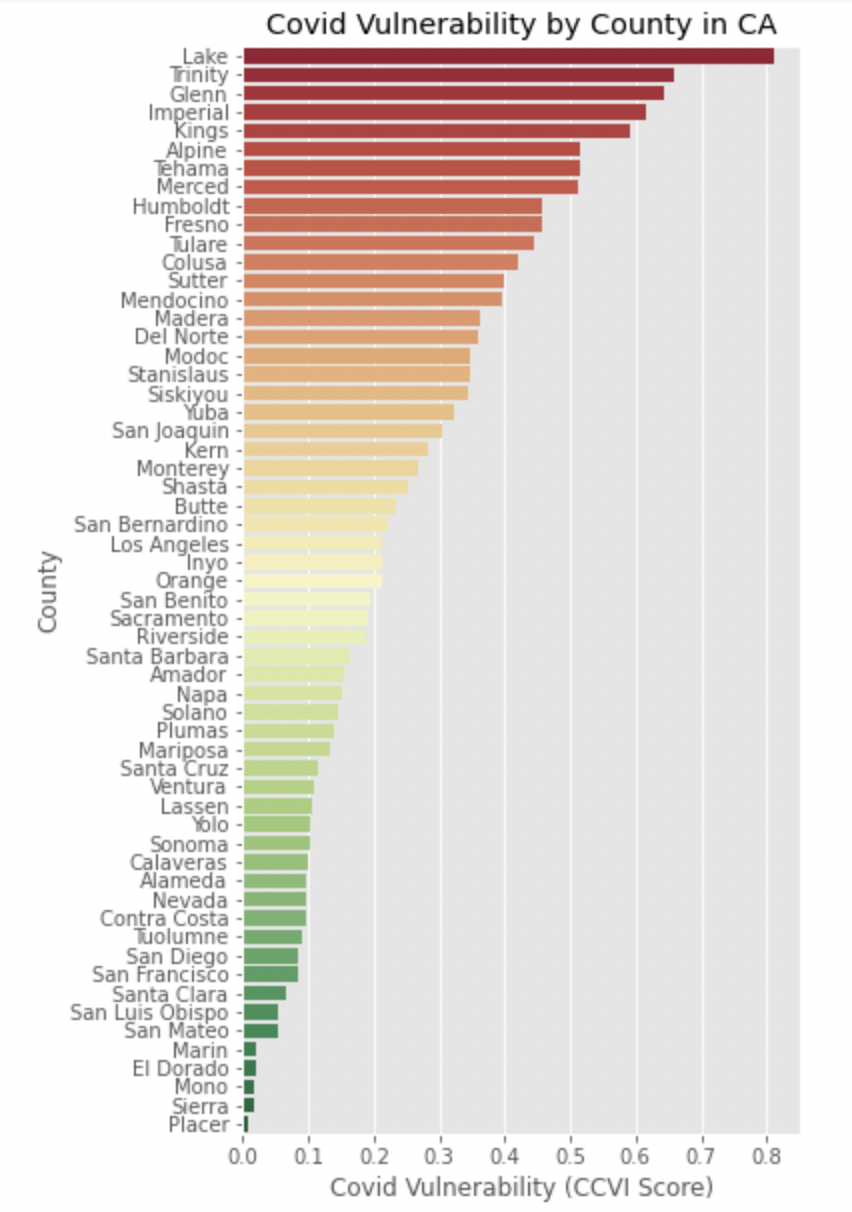 Covid Vulnerability by County in CA
Lake
Trinity
Glenn
Imperial
Kings
Alpine
Tehama
Merced
Humboldt
Fresno
Tulare
Colusa
Sutter
Mendocino
Madera
Del Norte
Modoc
Stanislaus
Siskiyou
Yuba
San Joaquin
Kern
Monterey
Shasta
Butte
San Bernardino
Los Angeles
Inyo
Orange
San Benito
Sacramento
Riverside
Santa Barbara
Amador
Napa
Solano
Plumas
Mariposa
Santa Cruz
Ventura
Lassen
Yolo
Sonoma
Calaveras
Alameda
Nevada
Contra Costa
Tuolumne
San Diego
San Francisco
Santa Clara
San Luis Obispo
San Mateo
Marin
El Dorado
Mono
Sierra
Placer
County
0.0 0.1 0.2 0.3 0.4 0.5 0.6 0.7 0.8
Covid Vulnerability (CCVI Score)